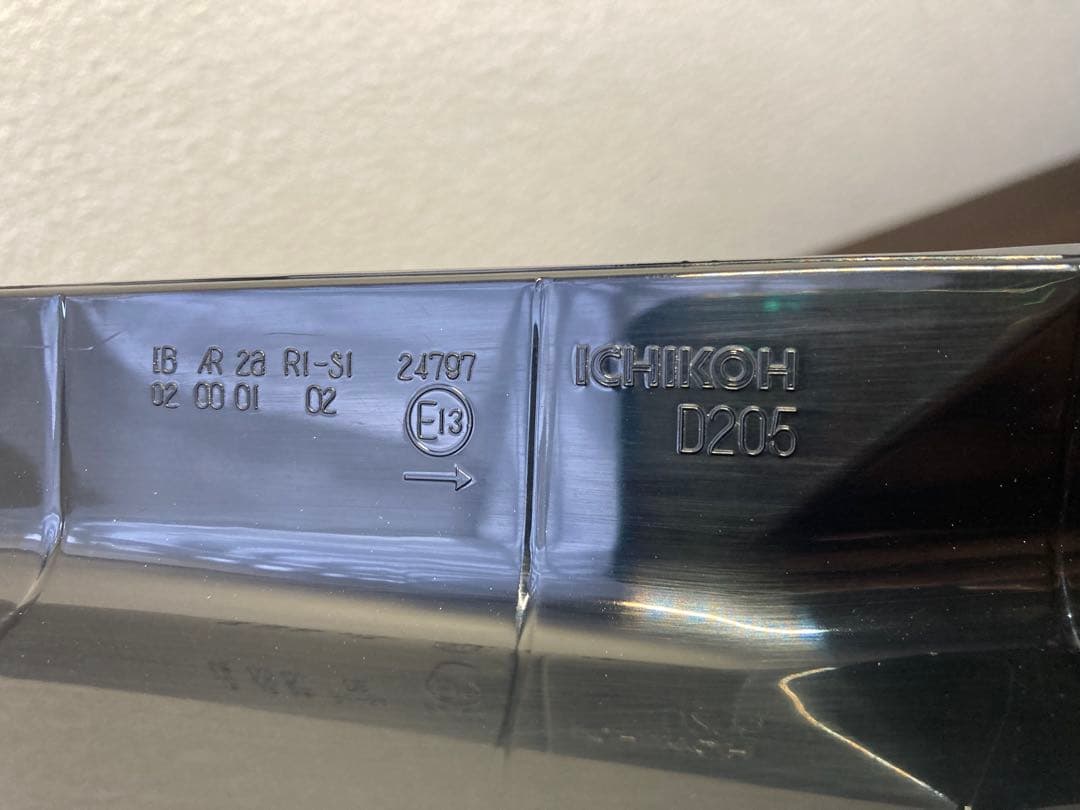 IB AR 2a R1-S1 24797
02 00 01 02
E13
→
ICHIKOH
D205